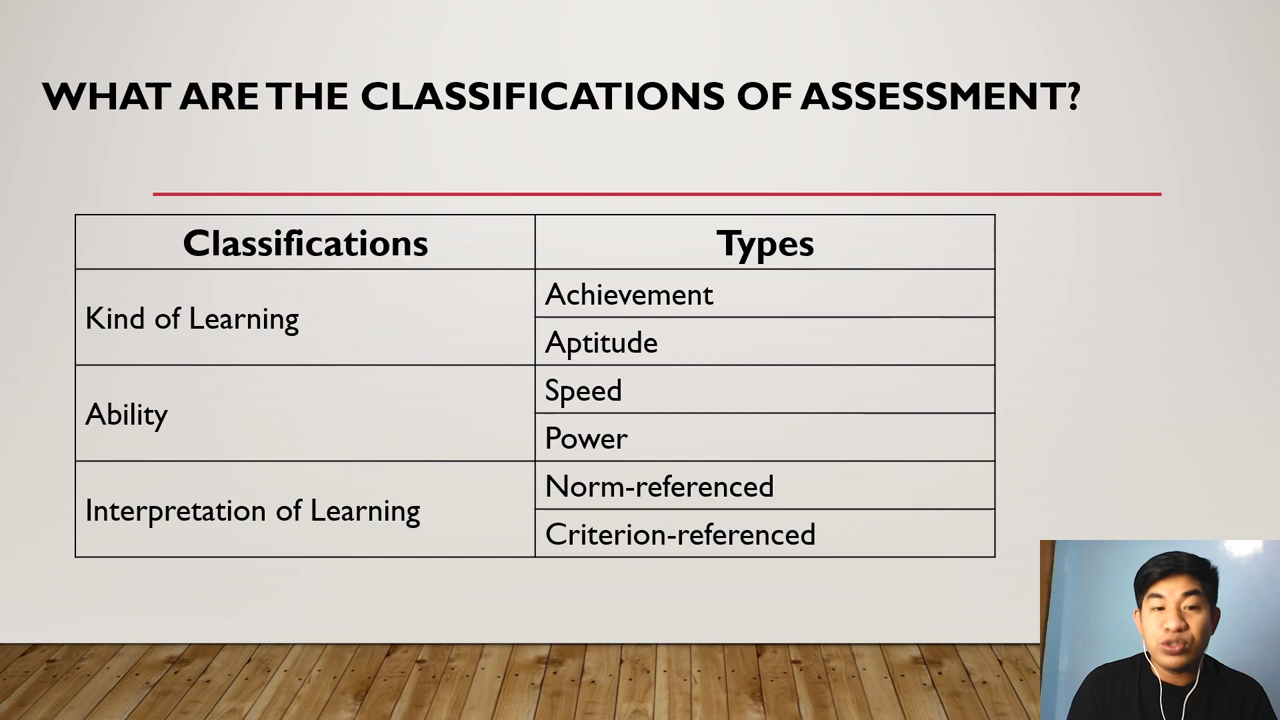 WHAT ARE THE CLASSIFICATIONS OF ASSESSMENT?
Classifications
Types
Kind of Learning
Achievement
Aptitude
Ability
Speed
Power
Interpretation of Learning
Norm-referenced
Criterion-referenced